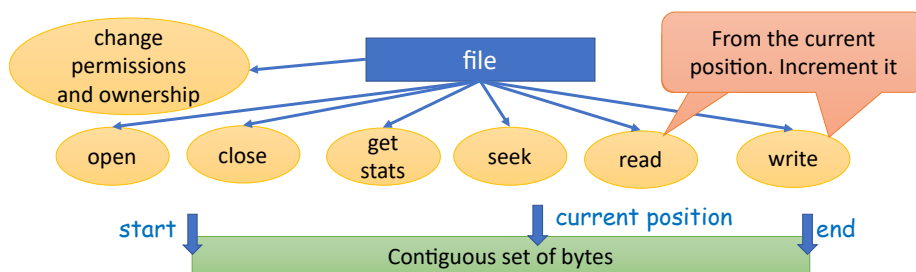 change
permissions
and ownership
file
From the current
position. Increment it
open
close
get
stats
seek
read
write
start
current position
end
Contiguous set of bytes